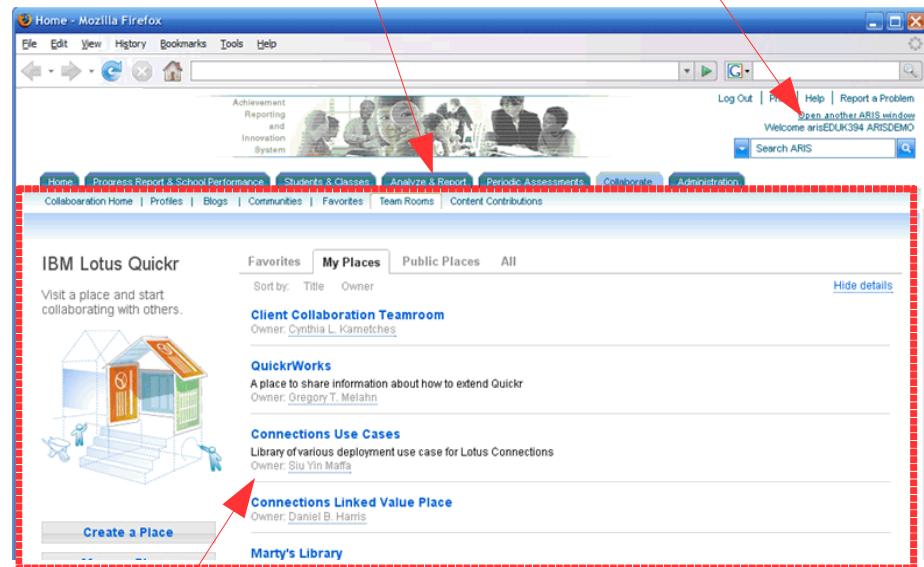 Home - Mozilla Firefox
File Edit View History Bookmarks Tools Help
G
Log Out | Help | Report a Problem
Open another ARIS window
Welcome arisEDUK394 ARISDEMO
Search ARIS
Achievement
Reporting
and
Innovation
System
Home Progress Report & School Performance Students & Classes Analyze & Report Periodic Assessments Collaborate Administration
Collaboaration Home | Profiles | Blogs | Communities | Favorites Team Rooms Content Contributions
IBM Lotus Quickr
Visit a place and start
collaborating with others.
Create a Place
Favorites My Places Public Places All
Sort by: Title Owner Hide details
Client Collaboration Teamroom
Owner: Cynthia L. Karnetches
QuickrWorks
A place to share information about how to extend Quickr
Owner: Gregory T. Melahn
Connections Use Cases
Library of various deployment use case for Lotus Connections
Owner: Siu Yin Maffa
Connections Linked Value Place
Owner: Daniel B. Harris
Marty's Library